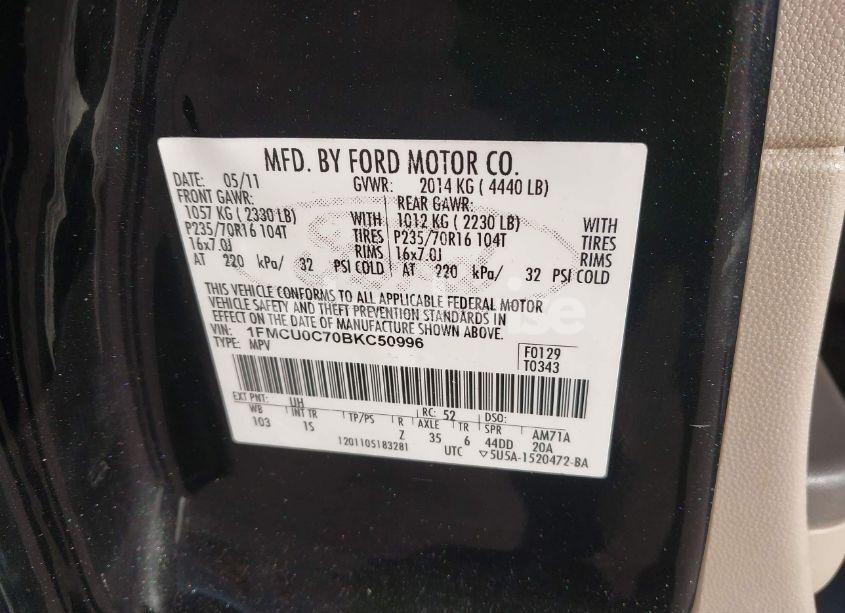 MFD. BY FORD MOTOR CO.
DATE: 05/11 GVWR: 2014 KG ( 4440 LB)
FRONT GAWR: REAR GAWR:
1057 KG ( 2330 LB) WITH 1012 KG ( 2230 LB) WITH
P235/70R16 104T TIRES P235/70R16 104T TIRES
16x7.0J RIMS 16x7.0J RIMS
AT 220 kPa/ 32 PSI COLD AT 220 kPa/ 32 PSI COLD
THIS VEHICLE CONFORMS TO ALL APPLICABLE FEDERAL MOTOR
VEHICLE SAFETY AND THEFT PREVENTION STANDARDS IN
EFFECT ON THE DATE OF MANUFACTURE SHOWN ABOVE.
VIN: 1FMCU0C70BKC50996
TYPE: MPV
F0129
T0343
EXT PNT: UH RC: 52 DSO:
WB INT TR TP/PS R AXLE TR SPR AM71A
103 1S Z 35 6 44DD 20A
1201105183281 UTC ▽5U5A-1520472-BA